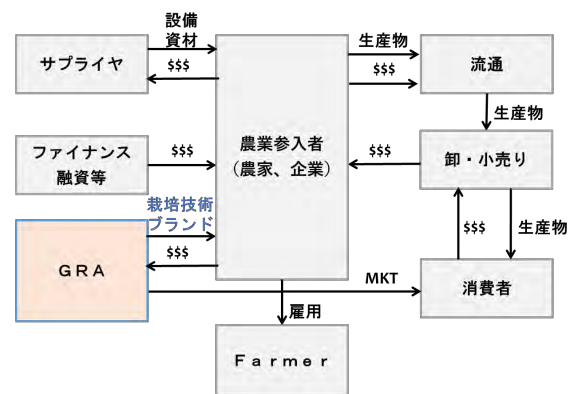 設備
資材
生産物
サプライヤ
$$$
$$$
流通
生産物
農業参入者
(農家、企業)
ファイナンス
融資等
$$$
$$$
卸・小売り
栽培技術
ブランド
$$$
生産物
GRA
$$$
MKT
消費者
雇用
Farmer